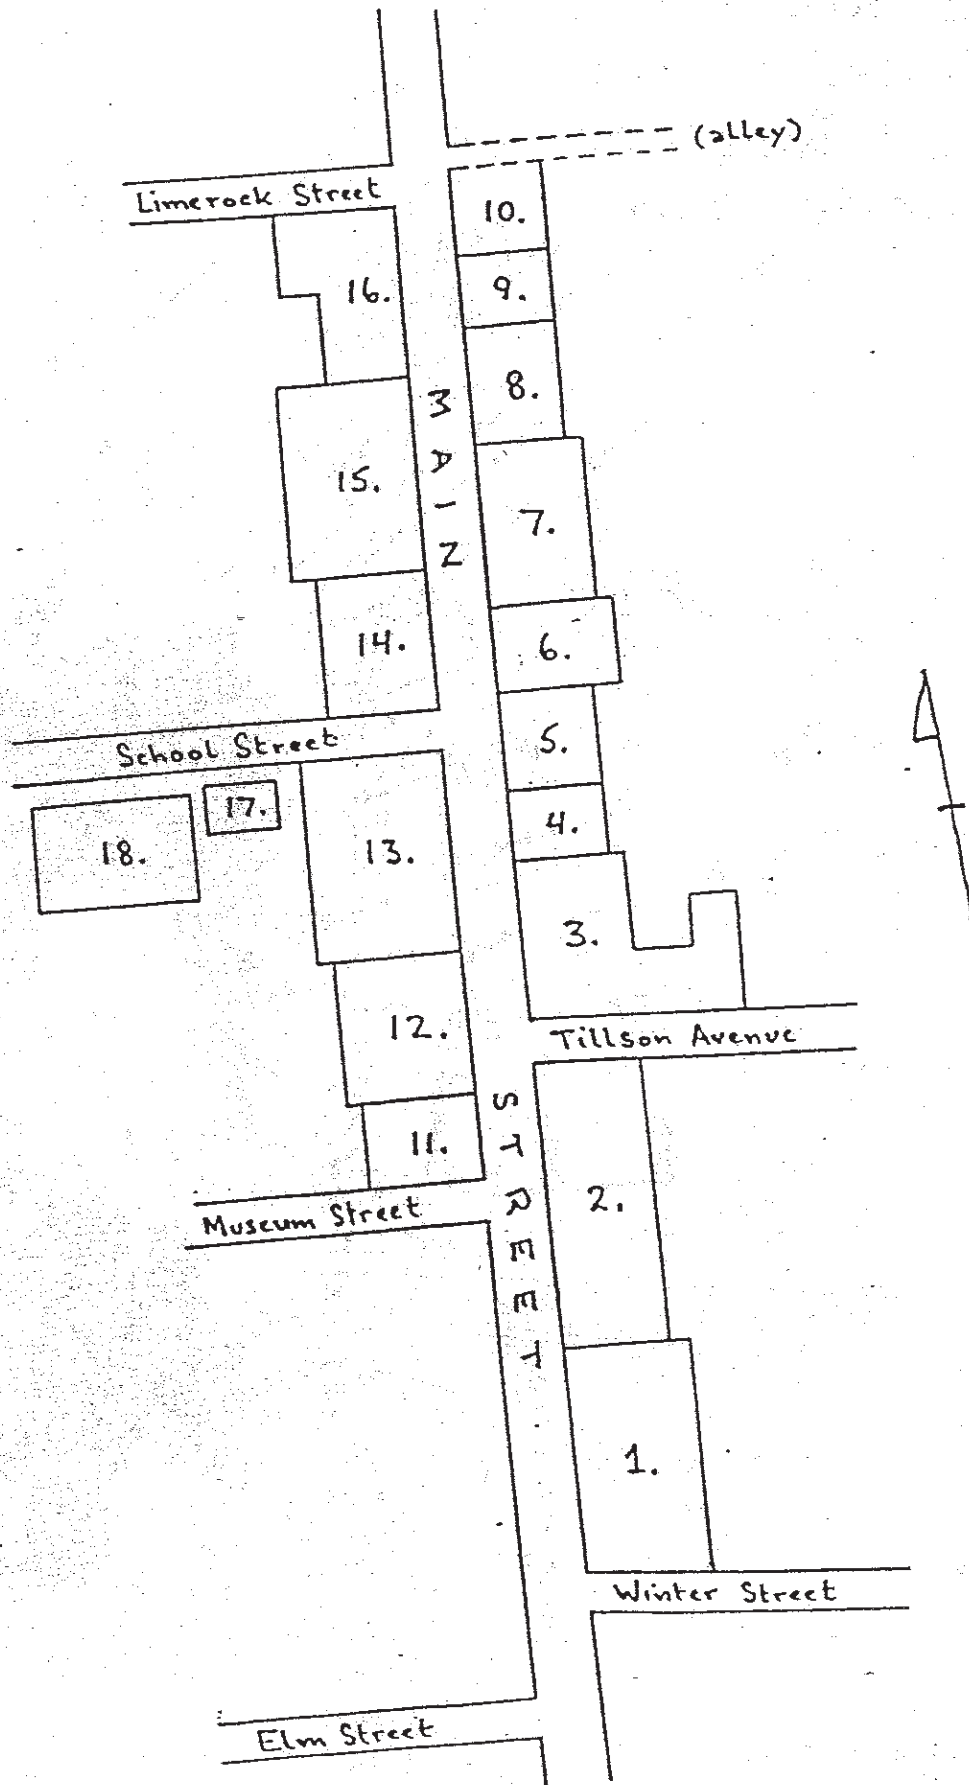 (alley)
Limerock Street
10.
16.
9.
8.
MAIN
15.
7.
14.
6.
School Street
5.
17.
4.
18.
13.
3.
12.
Tillson Avenue
STREET
11.
2.
Museum Street
1.
Winter Street
Elm Street